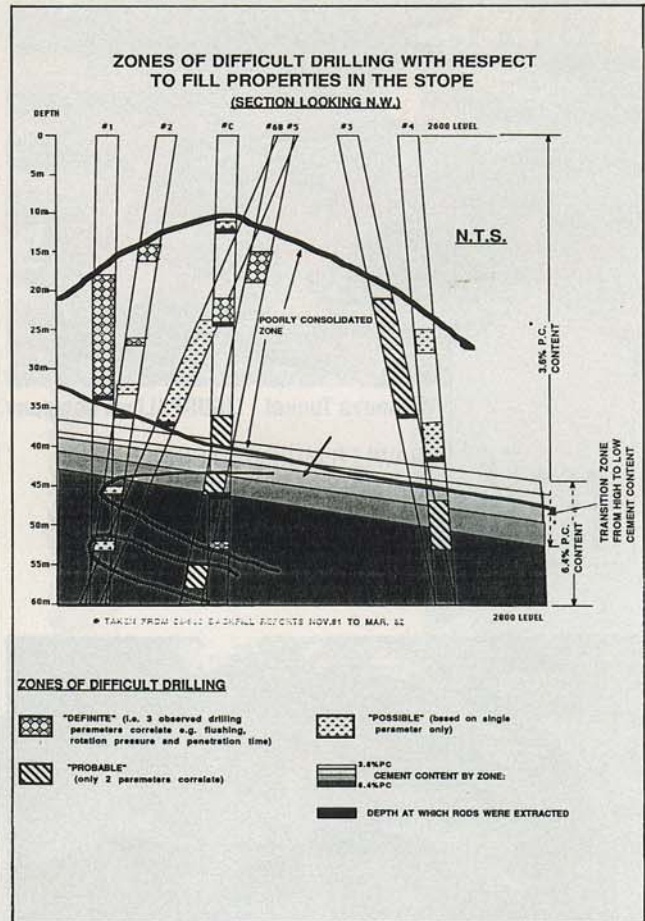 ZONES OF DIFFICULT DRILLING WITH RESPECT
TO FILL PROPERTIES IN THE STOPE
(SECTION LOOKING N.W.)
DEPTH
#1 #2 #C #6B #5 #3 #4 2600 LEVEL
0
5m
10m
15m
20m
25m
30m
35m
40m
45m
50m
55m
60m
N.T.S.
POORLY CONSOLIDATED
ZONE
3.6% P.C.
CONTENT
6.4% P.C.
CONTENT
TRANSITION ZONE
FROM HIGH TO LOW
CEMENT CONTENT
TAKEN FROM BACKFILL REPORTS NOV.81 TO MAR.
2800 LEVEL
ZONES OF DIFFICULT DRILLING
"DEFINITE" (i.e. 3 observed drilling
parameters correlate e.g. flushing,
rotation pressure and penetration time)
"PROBABLE"
(only 2 parameters correlate)
"POSSIBLE" (based on single
parameter only)
3.6%PC
CEMENT CONTENT BY ZONE:
6.4%PC
DEPTH AT WHICH RODS WERE EXTRACTED